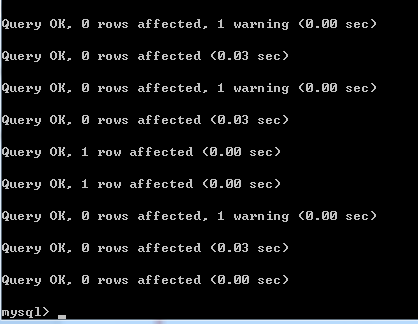 Query OK, 0 rows affected, 1 warning (0.00 sec)
Query OK, 0 rows affected (0.03 sec)
Query OK, 0 rows affected, 1 warning (0.00 sec)
Query OK, 0 rows affected (0.03 sec)
Query OK, 1 row affected (0.00 sec)
Query OK, 1 row affected (0.00 sec)
Query OK, 0 rows affected, 1 warning (0.00 sec)
Query OK, 0 rows affected (0.03 sec)
Query OK, 0 rows affected (0.00 sec)
mysql> _